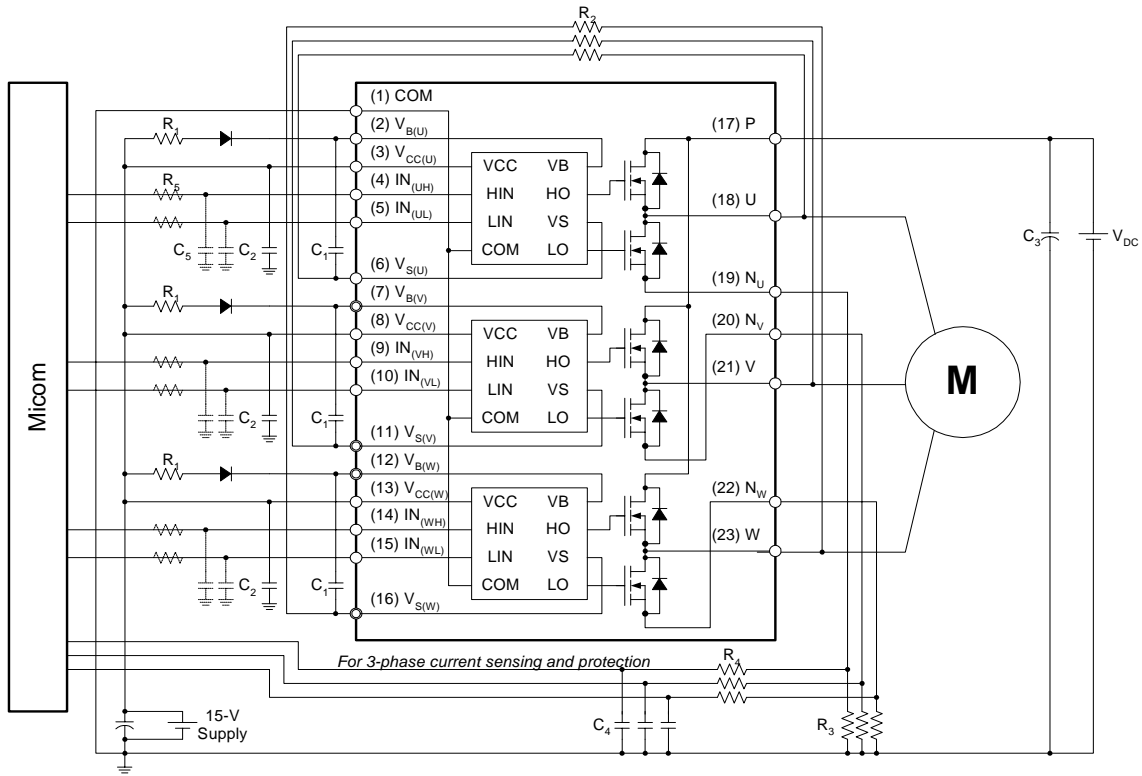 R2
(1) COM
R1
(2) VB(U)
(17) P
(3) VCC(U)
VCC VB
R5
(4) IN(UH)
HIN HO
(18) U
(5) IN(UL)
LIN VS
C5
C2
C1
COM LO
C3
VDC
(6) VS(U)
(19) NU
R1
(7) VB(V)
(20) NV
(8) VCC(V)
VCC VB
(9) IN(VH)
HIN HO
(21) V
M
(10) IN(VL)
LIN VS
Micom
C2
C1
COM LO
(11) VS(V)
R1
(12) VB(W)
(22) NW
(13) VCC(W)
VCC VB
(14) IN(WH)
HIN HO
(23) W
(15) IN(WL)
LIN VS
C2
C1
COM LO
(16) VS(W)
For 3-phase current sensing and protection
R4
15-V
Supply
C4
R3